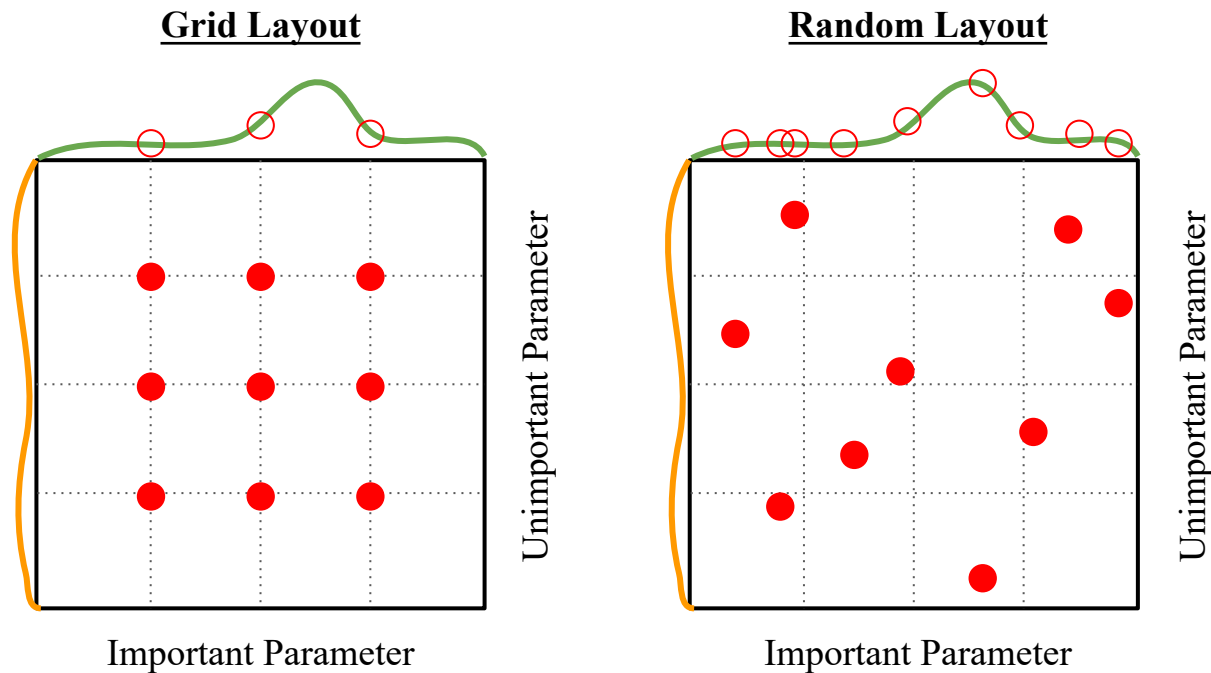 Grid Layout
Random Layout
Unimportant Parameter
Unimportant Parameter
Important Parameter
Important Parameter